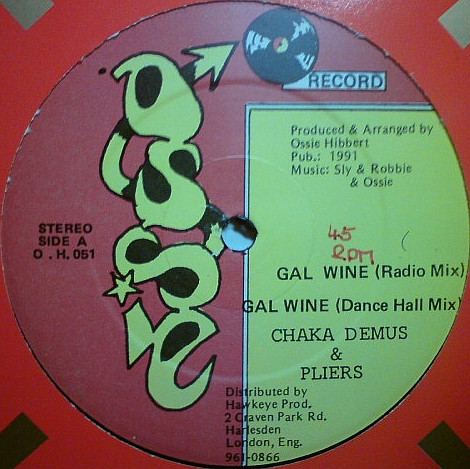 Ossie
RECORD
Produced & Arranged by
Ossie Hibbert
Pub.: 1991
Music: Sly & Robbie
& Ossie
STEREO
SIDE A
O . H. 051
45
RPM
GAL WINE (Radio Mix)
GAL WINE (Dance Hall Mix)
CHAKA DEMUS
&
PLIERS
Distributed by
Hawkeye Prod.
2 Craven Park Rd.
Harlesden
London, Eng.
961-0866